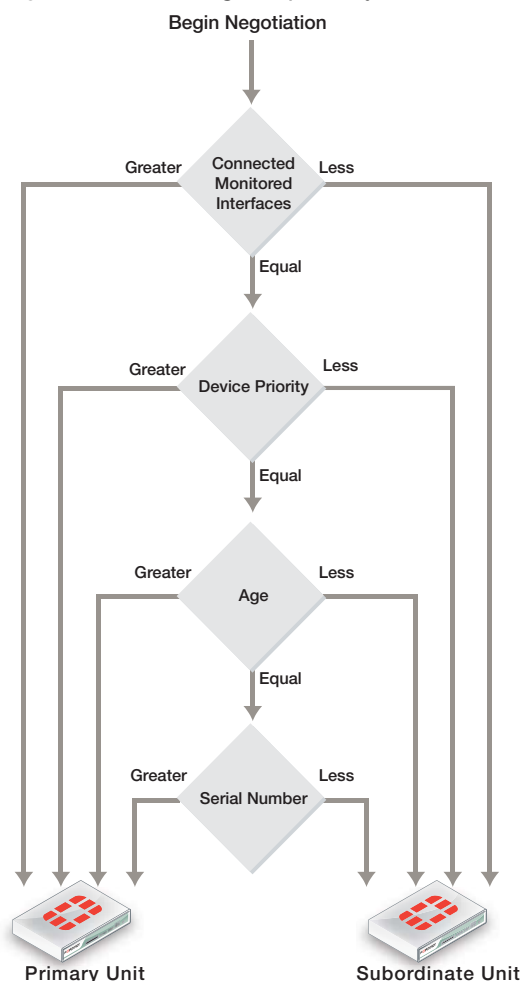 Begin Negotiation
Greater
Connected
Monitored
Interfaces
Less
Equal
Greater
Device Priority
Less
Equal
Greater
Age
Less
Equal
Greater
Serial Number
Less
Primary Unit
Subordinate Unit